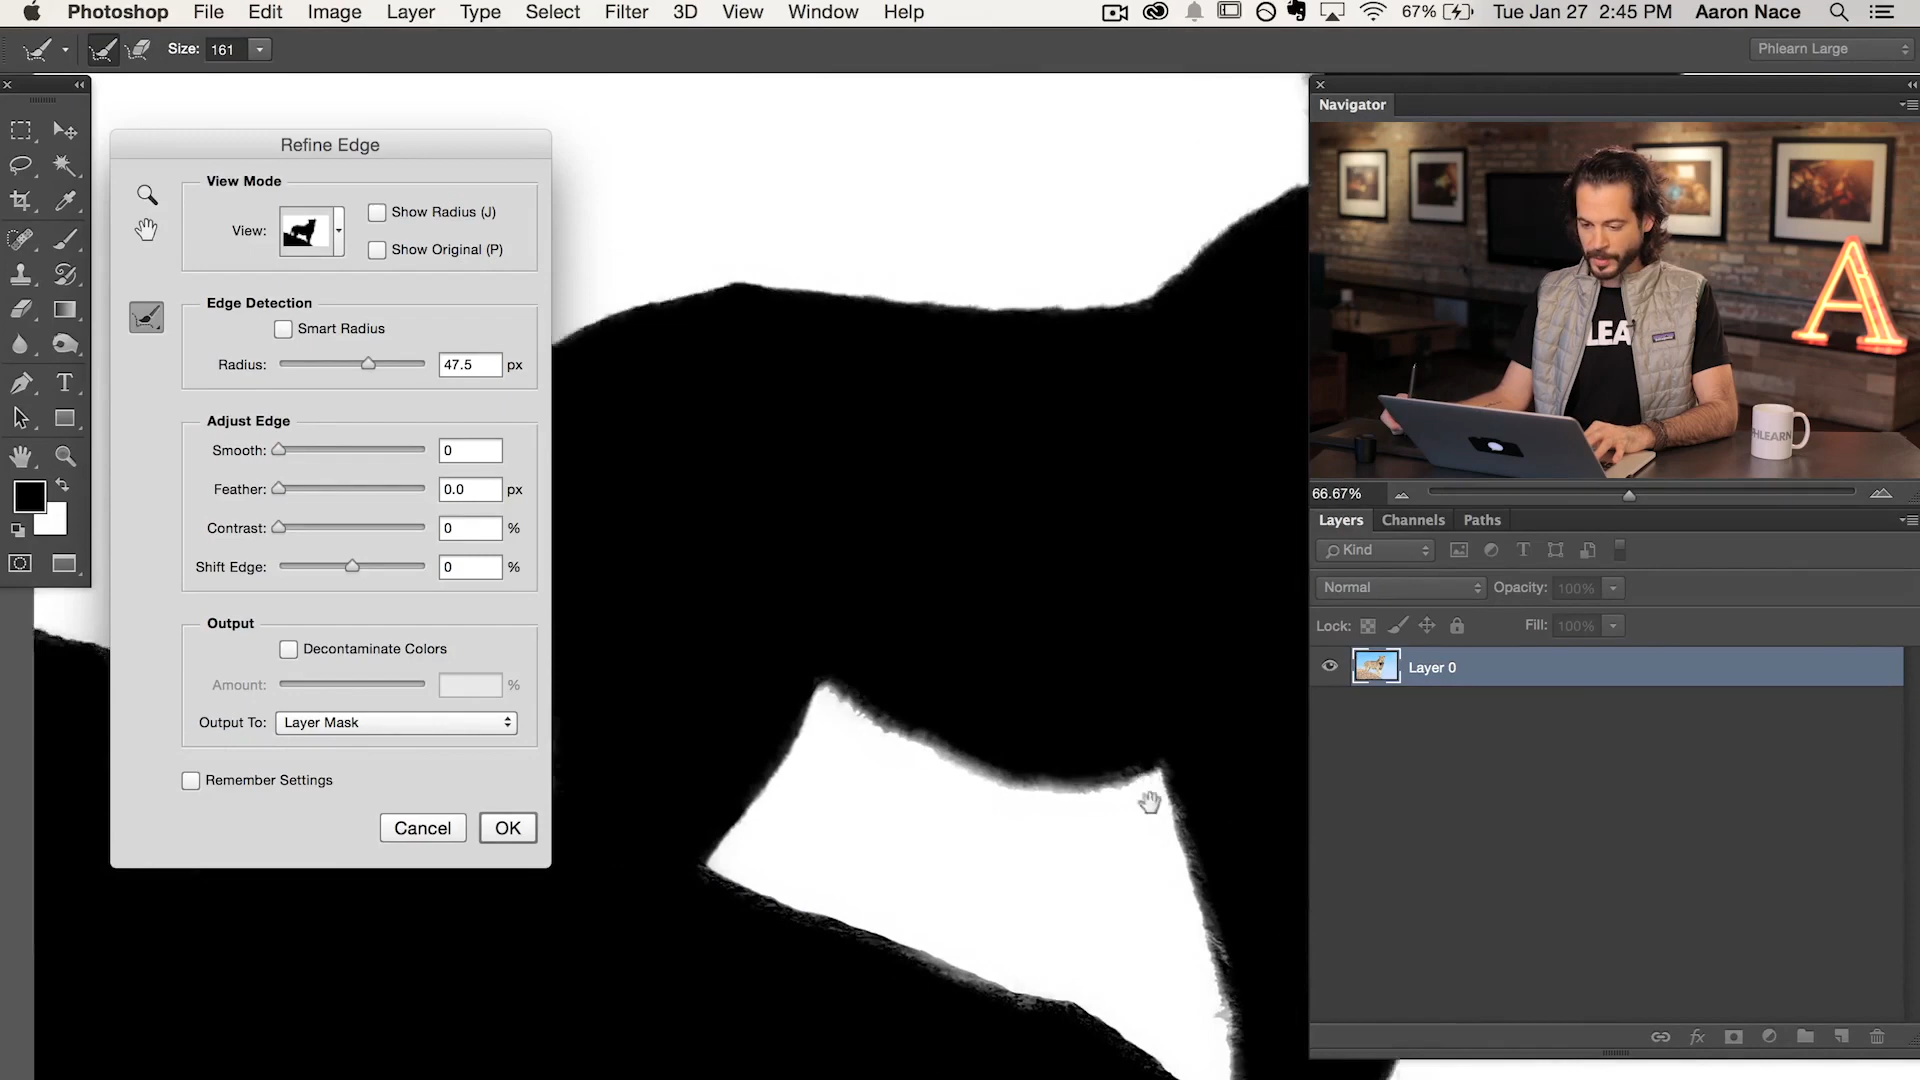 Photoshop File Edit Image Layer Type Select Filter 3D View Window Help 67% Tue Jan 27 2:45 PM Aaron Nace
Size: 161 Phlearn Large
Refine Edge
View Mode
View:
Show Radius (J)
Show Original (P)
Edge Detection
Smart Radius
Radius: 47.5 px
Adjust Edge
Smooth: 0
Feather: 0.0 px
Contrast: 0 %
Shift Edge: 0 %
Output
Decontaminate Colors
Amount: %
Output To: Layer Mask
Remember Settings
Cancel OK
Navigator
A
PHLEARN
66.67%
Layers Channels Paths
Kind
Normal Opacity: 100%
Lock: Fill: 100%
Layer 0
fx